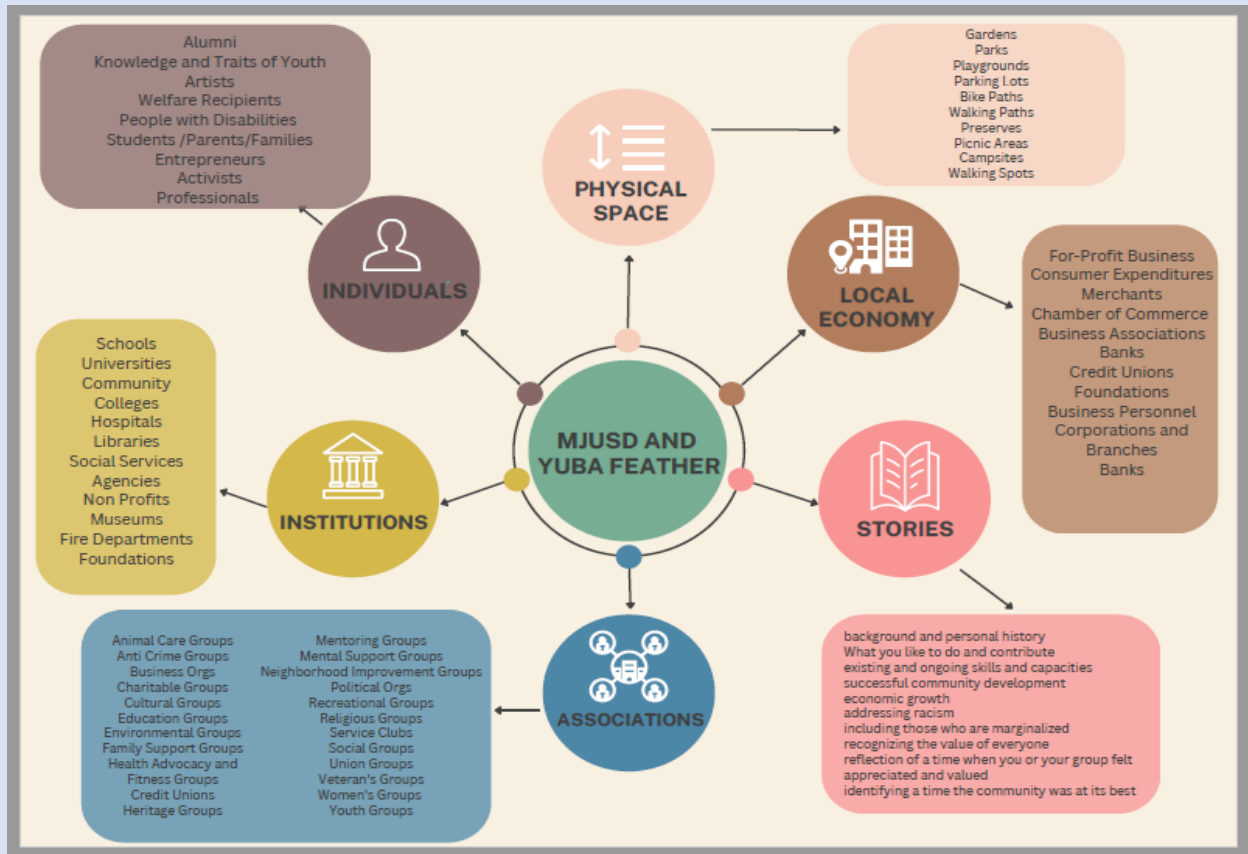 Alumni
Knowledge and Traits of Youth
Artists
Welfare Recipients
People with Disabilities
Students /Parents/Families
Entrepreneurs
Activists
Professionals
INDIVIDUALS
PHYSICAL
SPACE
Gardens
Parks
Playgrounds
Parking Lots
Bike Paths
Walking Paths
Preserves
Picnic Areas
Campsites
Walking Spots
LOCAL
ECONOMY
For-Profit Business
Consumer Expenditures
Merchants
Chamber of Commerce
Business Associations
Banks
Credit Unions
Foundations
Business Personnel
Corporations and
Branches
Banks
MJUSD AND
YUBA FEATHER
Schools
Universities
Community
Colleges
Hospitals
Libraries
Social Services
Agencies
Non Profits
Museums
Fire Departments
Foundations
INSTITUTIONS
STORIES
background and personal history
What you like to do and contribute
existing and ongoing skills and capacities
successful community development
economic growth
addressing racism
including those who are marginalized
recognizing the value of everyone
reflection of a time when you or your group felt
appreciated and valued
identifying a time the community was at its best
ASSOCIATIONS
Animal Care Groups
Anti Crime Groups
Business Orgs
Charitable Groups
Cultural Groups
Education Groups
Environmental Groups
Family Support Groups
Health Advocacy and
Fitness Groups
Credit Unions
Heritage Groups
Mentoring Groups
Mental Support Groups
Neighborhood Improvement Groups
Political Orgs
Recreational Groups
Religious Groups
Service Clubs
Social Groups
Union Groups
Veteran's Groups
Women's Groups
Youth Groups